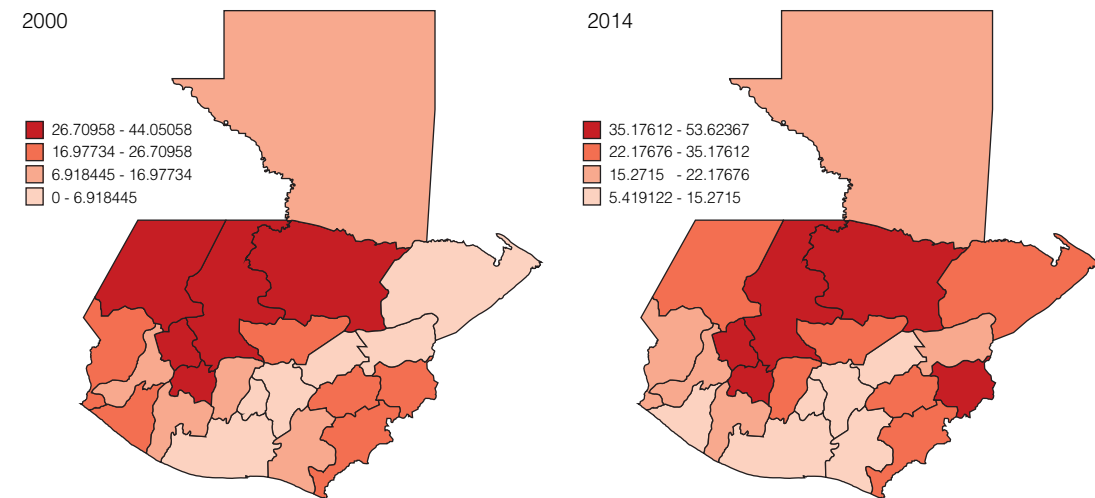 2000
26.70958 - 44.05058
16.97734 - 26.70958
6.918445 - 16.97734
0 - 6.918445
2014
35.17612 - 53.62367
22.17676 - 35.17612
15.2715 - 22.17676
5.419122 - 15.2715